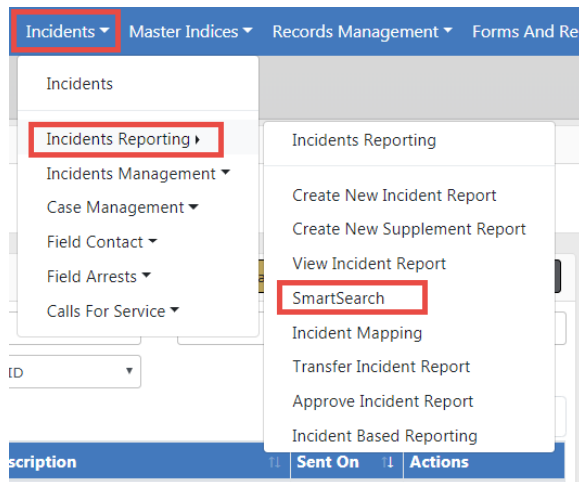 Incidents Master Indices Records Management Forms And Re
Incidents
Incidents Reporting
Incidents Management
Case Management
Field Contact
Field Arrests
Calls For Service
Incidents Reporting
Create New Incident Report
Create New Supplement Report
View Incident Report
SmartSearch
Incident Mapping
Transfer Incident Report
Approve Incident Report
Incident Based Reporting
ID
scription Sent On Actions